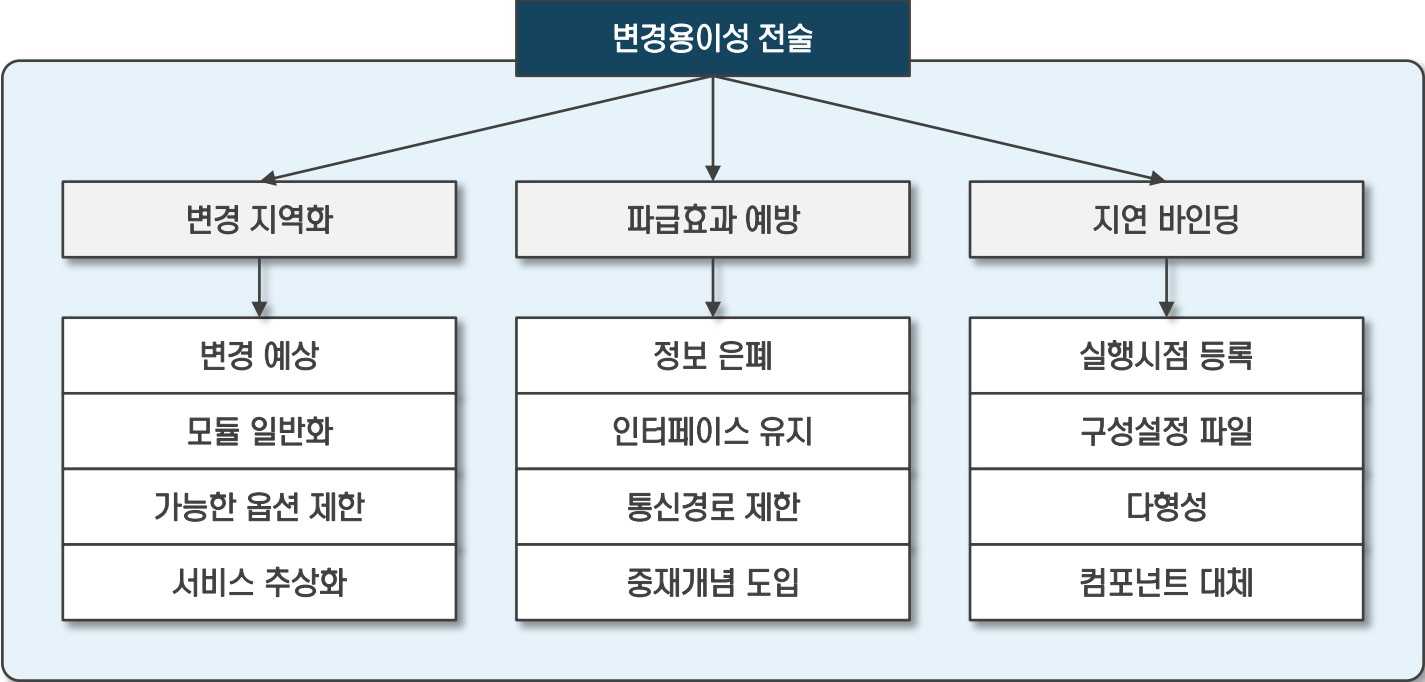 변경용이성 전술
변경 지역화
변경 예상
모듈 일반화
가능한 옵션 제한
서비스 추상화
파급효과 예방
정보 은폐
인터페이스 유지
통신경로 제한
중재개념 도입
지연 바인딩
실행시점 등록
구성설정 파일
다형성
컴포넌트 대체